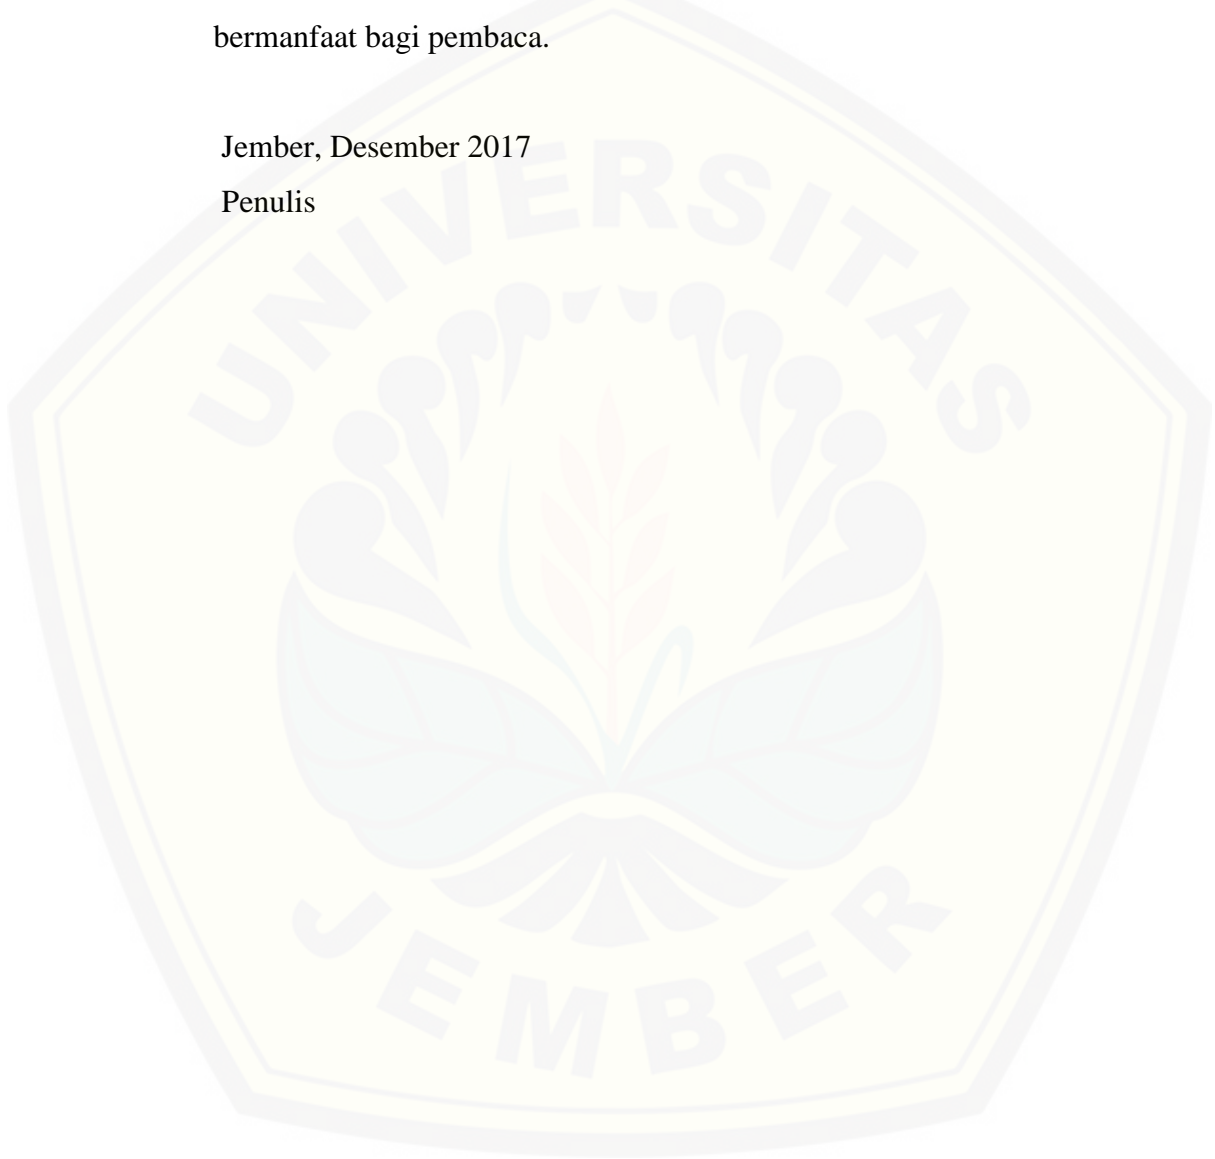 bermanfaat bagi pembaca.
Jember, Desember 2017
Penulis
UNIVERSITAS
JEMBER